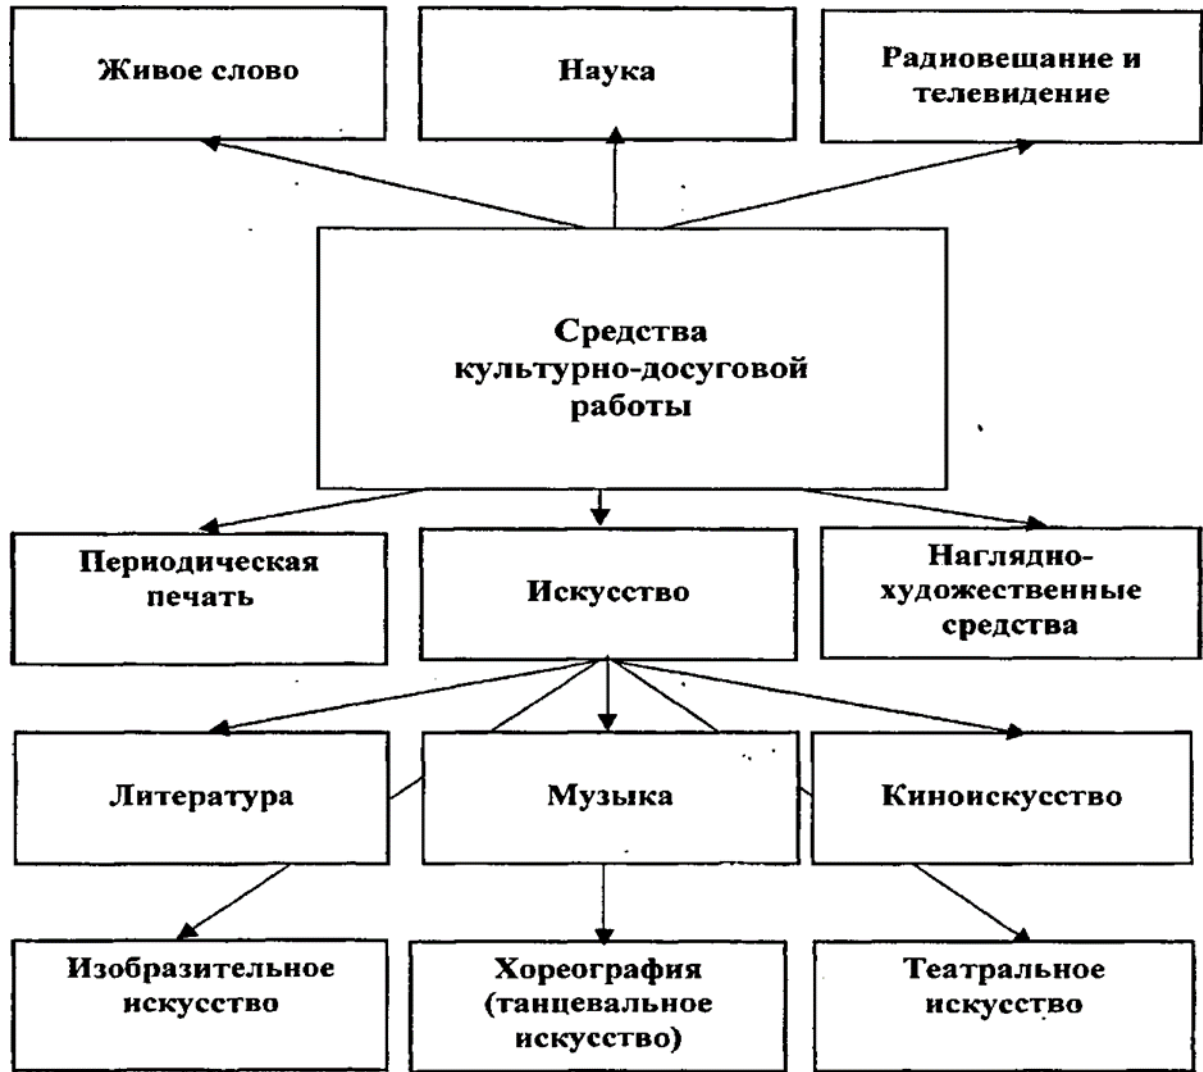 Живое слово
Наука
Радиовещание и
телевидение
Средства
культурно-досуговой
работы
Периодическая
печать
Искусство
Наглядно-
художественные
средства
Литература
Музыка
Киноискусство
Изобразительное
искусство
Хореография
(танцевальное
искусство)
Театральное
искусство